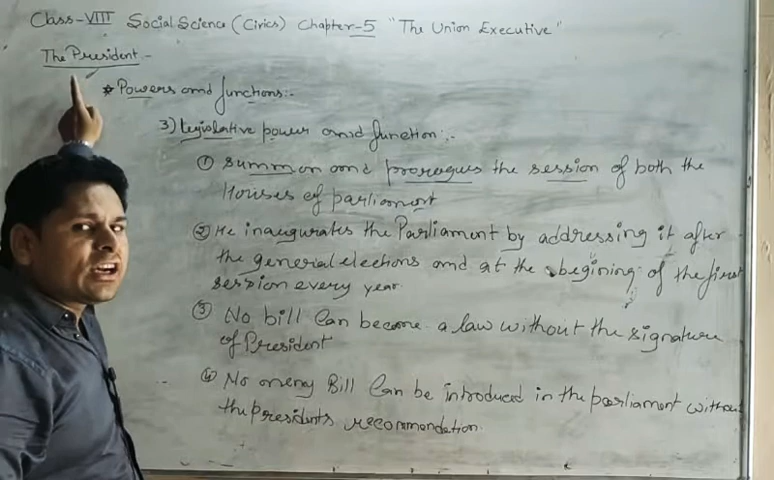 Class-VIII Social Science (Civics) Chapter-5 "The Union Executive"
The President-
* Powers and functions:-
3) Legislative power and function:-
① Summon and prorogues the session of both the
Houses of parliament
② He inaugurates the Parliament by addressing it after
the general elections and at the begining of the first
session every year.
③ No bill can become a law without the signature
of President
④ No money Bill can be introduced in the parliament without
the presidents recommendation.